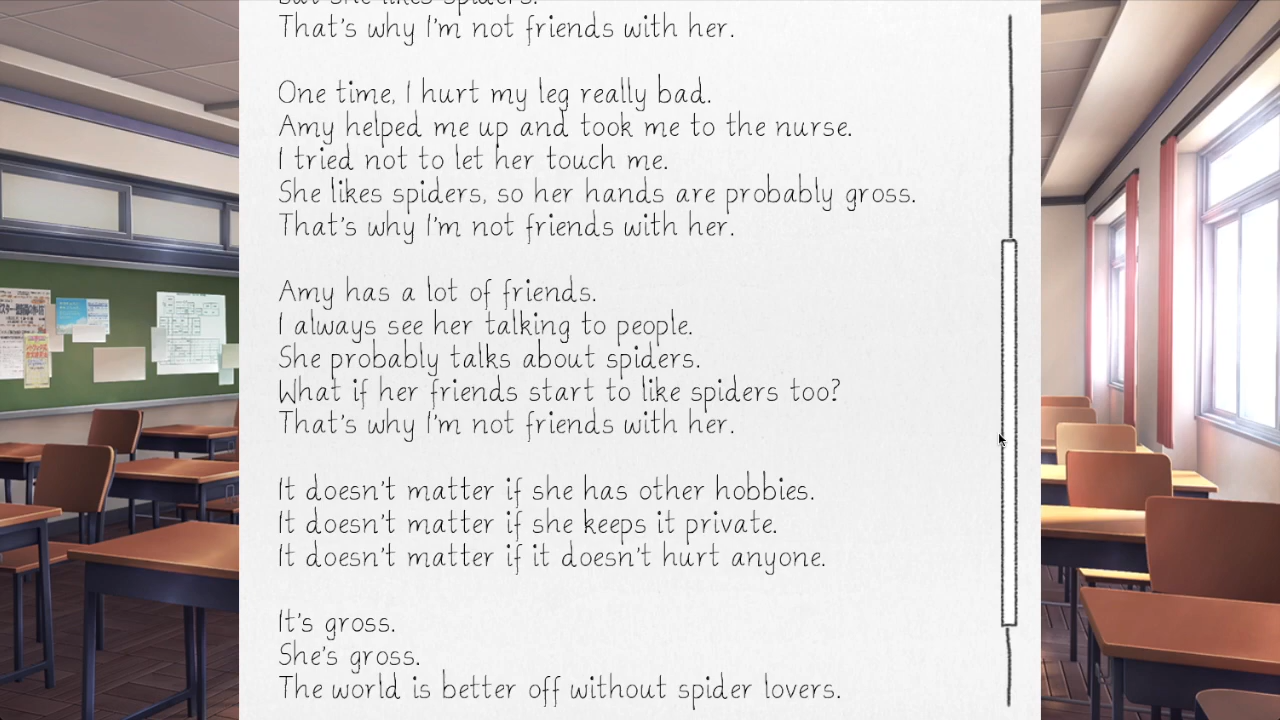 But she likes spiders.
That's why I'm not friends with her.
One time, I hurt my leg really bad.
Amy helped me up and took me to the nurse.
I tried not to let her touch me.
She likes spiders, so her hands are probably gross.
That's why I'm not friends with her.
Amy has a lot of friends.
I always see her talking to people.
She probably talks about spiders.
What if her friends start to like spiders too?
That's why I'm not friends with her.
It doesn't matter if she has other hobbies.
It doesn't matter if she keeps it private.
It doesn't matter if it doesn't hurt anyone.
It's gross.
She's gross.
The world is better off without spider lovers.